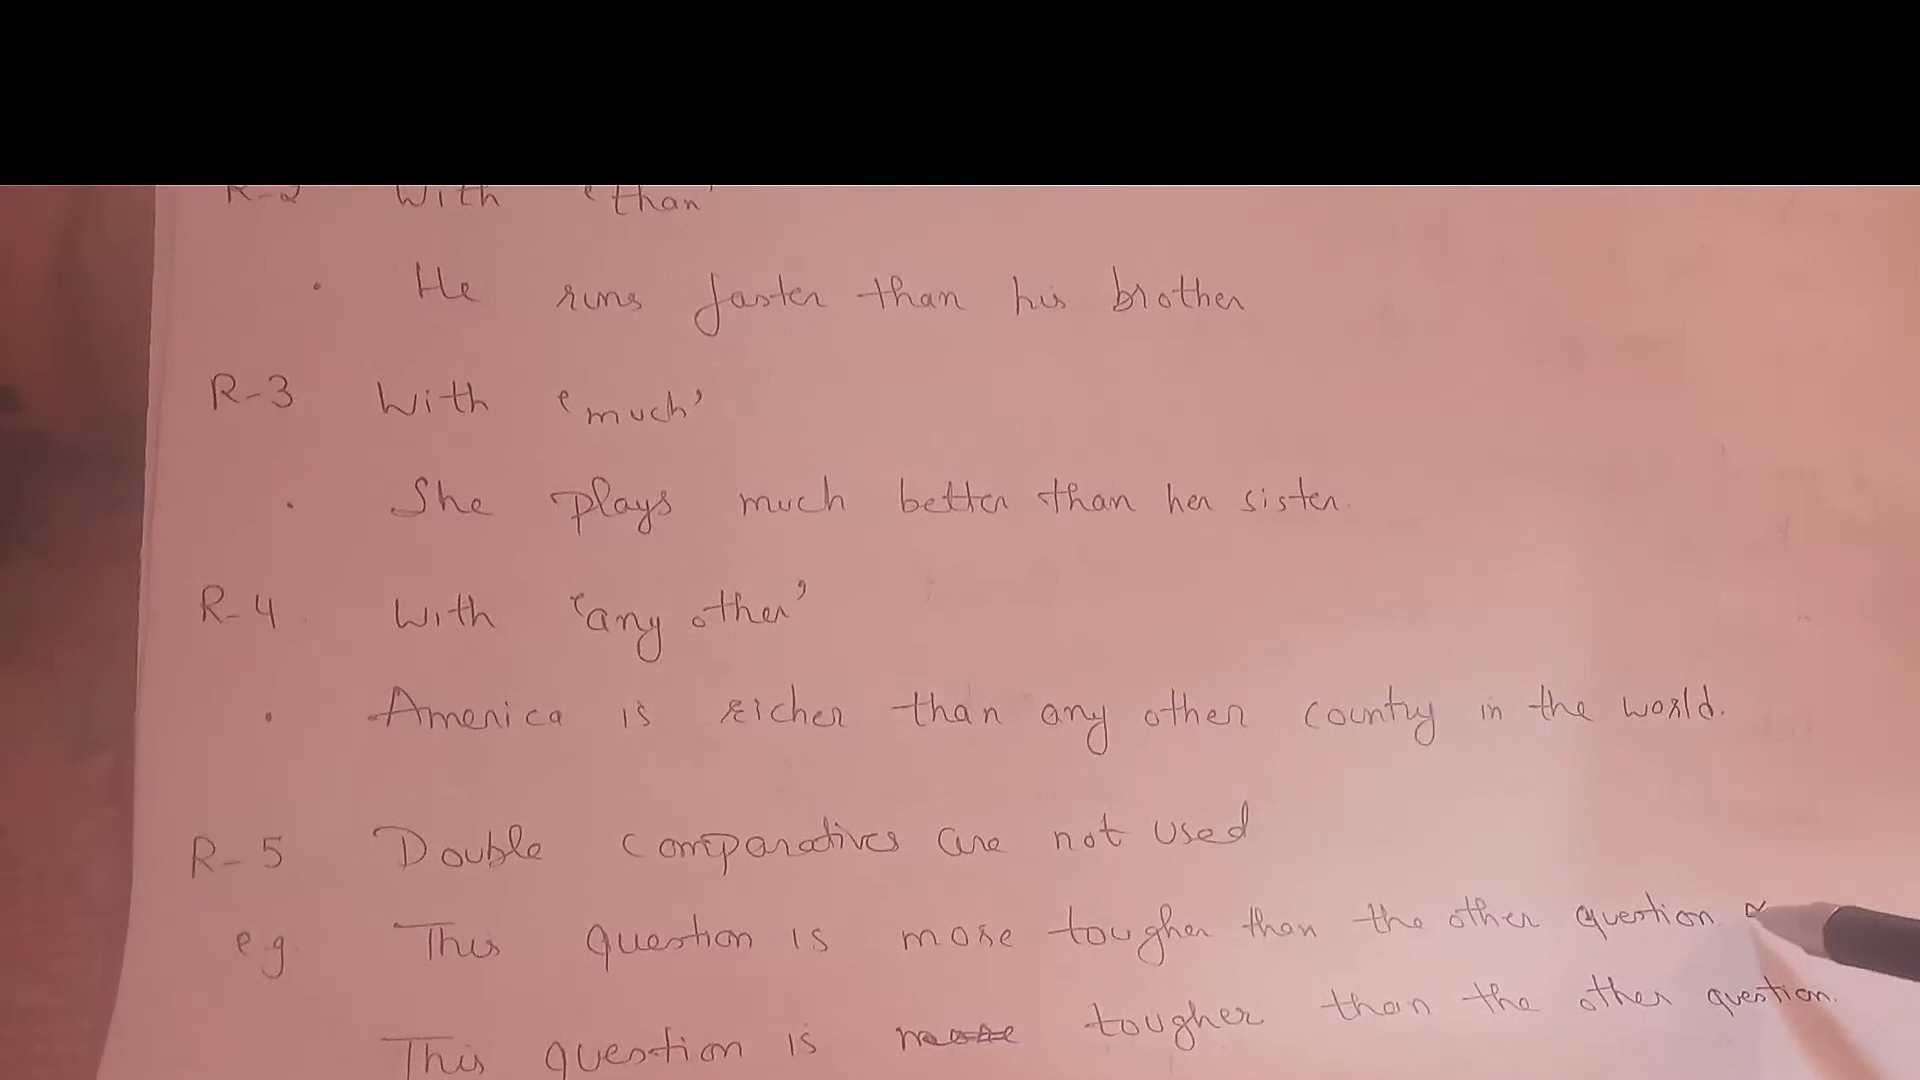 R-2 With 'than'
. He runs faster than his brother
R-3 With 'much'
. She plays much better than her sister.
R-4 With 'any other'
. America is richer than any other country in the world.
R-5 Double comparatives are not used
e.g. This question is more tougher than the other question.
This question is more tougher than the other question.